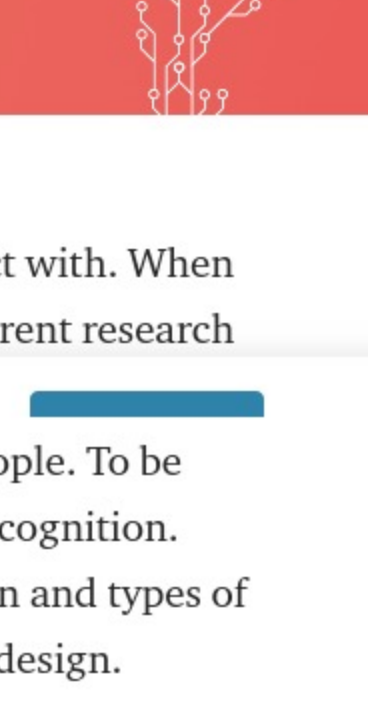 t with. When
rent research
ople. To be
cognition.
n and types of
design.